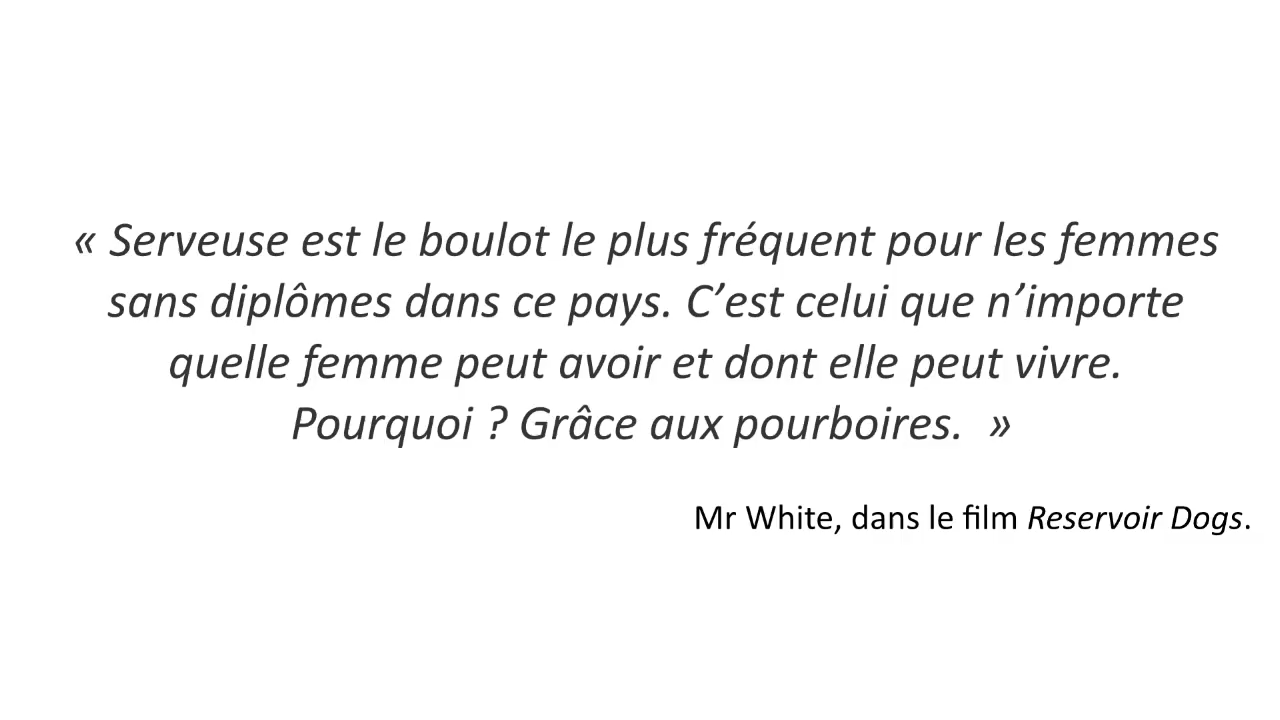 « Serveuse est le boulot le plus fréquent pour les femmes
sans diplômes dans ce pays. C’est celui que n’importe
quelle femme peut avoir et dont elle peut vivre.
Pourquoi ? Grâce aux pourboires.  »
Mr White, dans le film Reservoir Dogs.